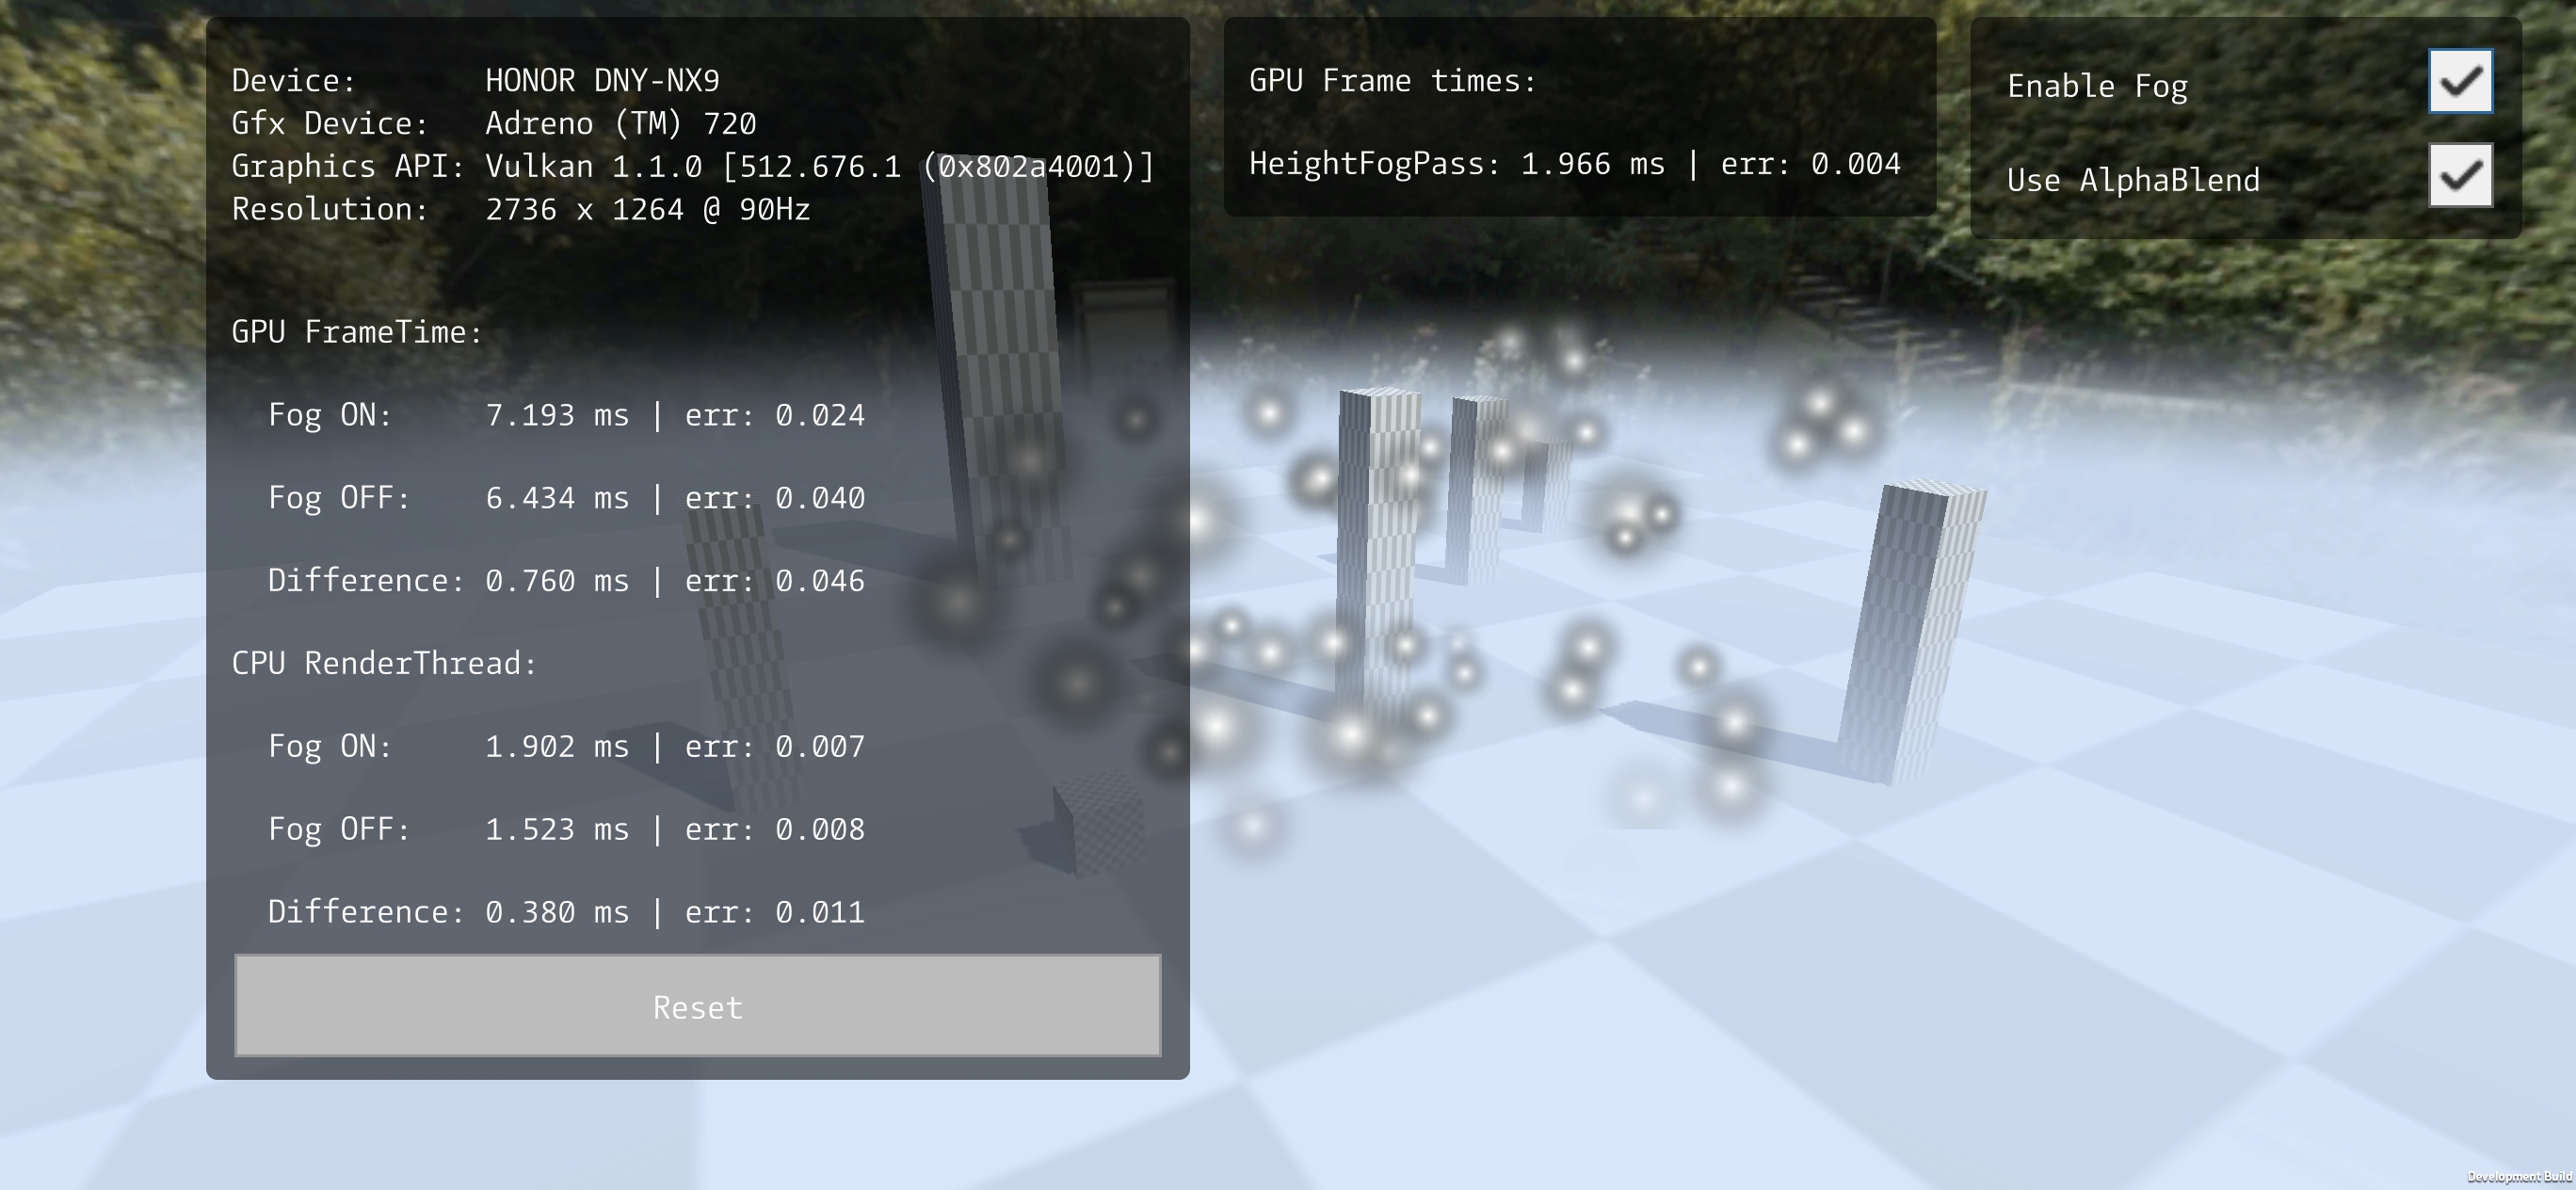 Device: HONOR DNY-NX9
Gfx Device: Adreno (TM) 720
Graphics API: Vulkan 1.1.0 [512.676.1 (0x802a4001)]
Resolution: 2736 x 1264 @ 90Hz
GPU FrameTime:
Fog ON: 7.193 ms | err: 0.024
Fog OFF: 6.434 ms | err: 0.040
Difference: 0.760 ms | err: 0.046
CPU RenderThread:
Fog ON: 1.902 ms | err: 0.007
Fog OFF: 1.523 ms | err: 0.008
Difference: 0.380 ms | err: 0.011
Reset
GPU Frame times:
HeightFogPass: 1.966 ms | err: 0.004
Enable Fog
Use AlphaBlend
Development Build